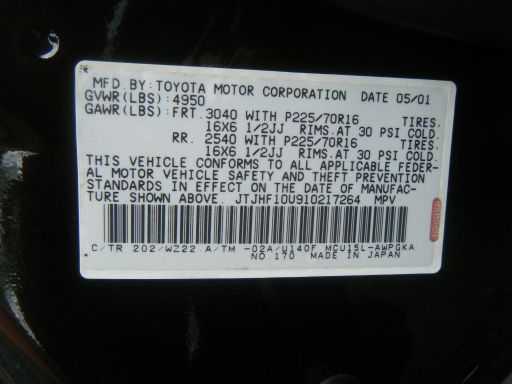 MFD.BY:TOYOTA MOTOR CORPORATION DATE 05/01
GVWR(LBS):4950
GAWR(LBS):FRT. 3040 WITH P225/70R16 TIRES.
16X6 1/2JJ RIMS.AT 30 PSI COLD.
RR. 2540 WITH P225/70R16 TIRES.
16X6 1/2JJ RIMS.AT 30 PSI COLD.
THIS VEHICLE CONFORMS TO ALL APPLICABLE FEDER-
AL MOTOR VEHICLE SAFETY AND THEFT PREVENTION
STANDARDS IN EFFECT ON THE DATE OF MANUFAC-
TURE SHOWN ABOVE. JTJHF10U910217264 MPV
C/TR 202/WZ22 A/TM -02A/U140F MCU15L-AWPGKA
NO.170 MADE IN JAPAN